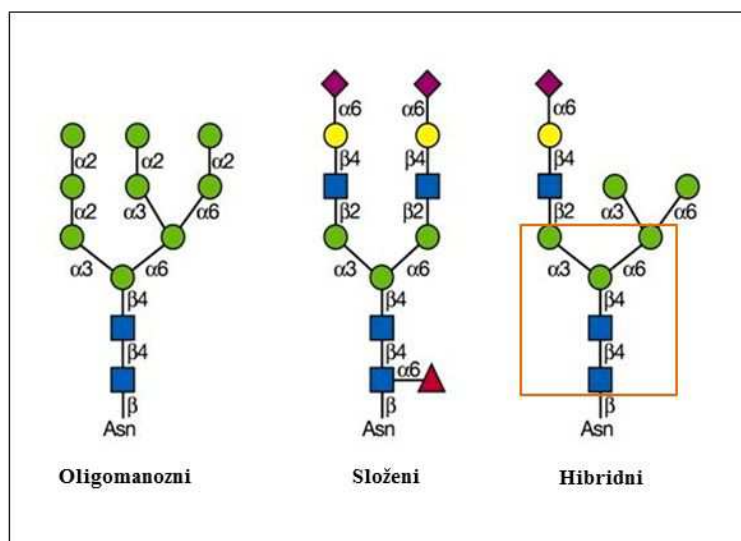 α2 α2 α2
α2 α3 α6
α3 α6
β4
β4
β
Asn
Oligomanozni
α6 α6
β4 β4
β2 β2
α3 α6
β4
β4
α6
β
Asn
Složeni
α6
β4
β2 α3 α6
α3 α6
β4
β4
β
Asn
Hibridni